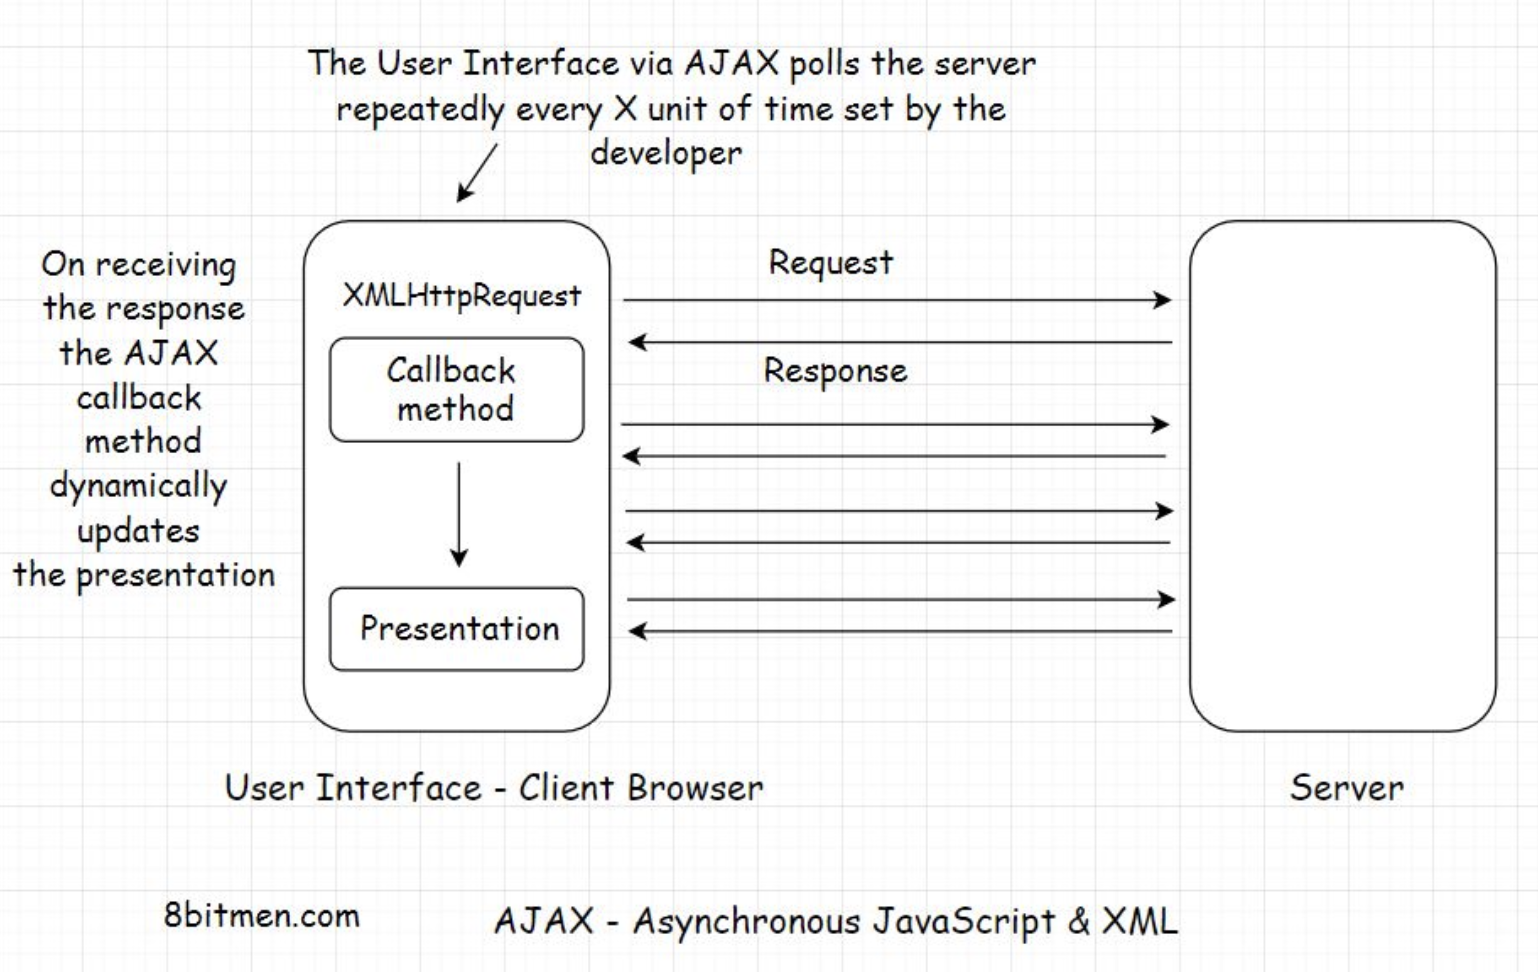 The User Interface via AJAX polls the server
repeatedly every X unit of time set by the
developer
On receiving
the response
the AJAX
callback
method
dynamically
updates
the presentation
XMLHttpRequest
Callback
method
Presentation
Request
Response
User Interface - Client Browser
Server
8bitmen.com
AJAX - Asynchronous JavaScript & XML